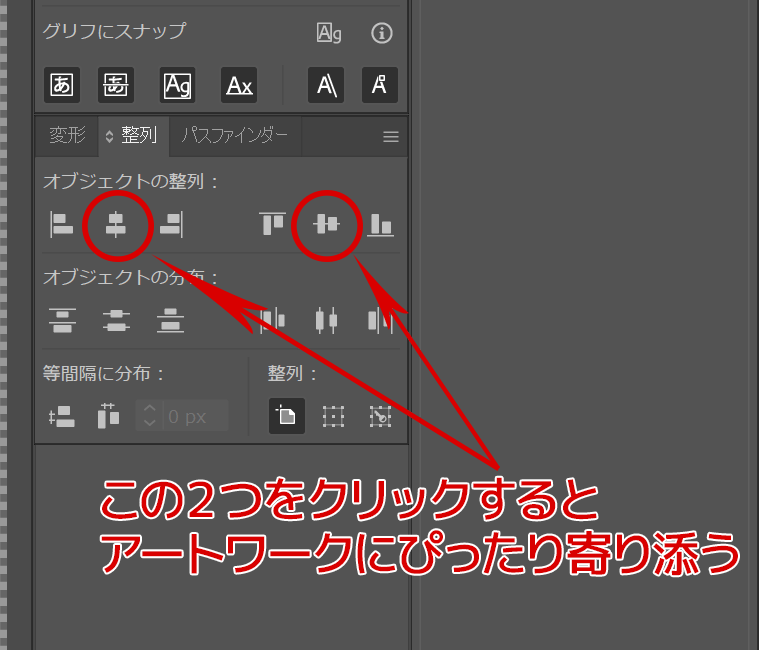 グリフにスナップ
Ag
あ あ Ag Ax A A
変形 整列 パスファインダー
オブジェクトの整列：
オブジェクトの分布：
等間隔に分布： 整列：
0 px
この２つをクリックすると
アートワークにぴったり寄り添う